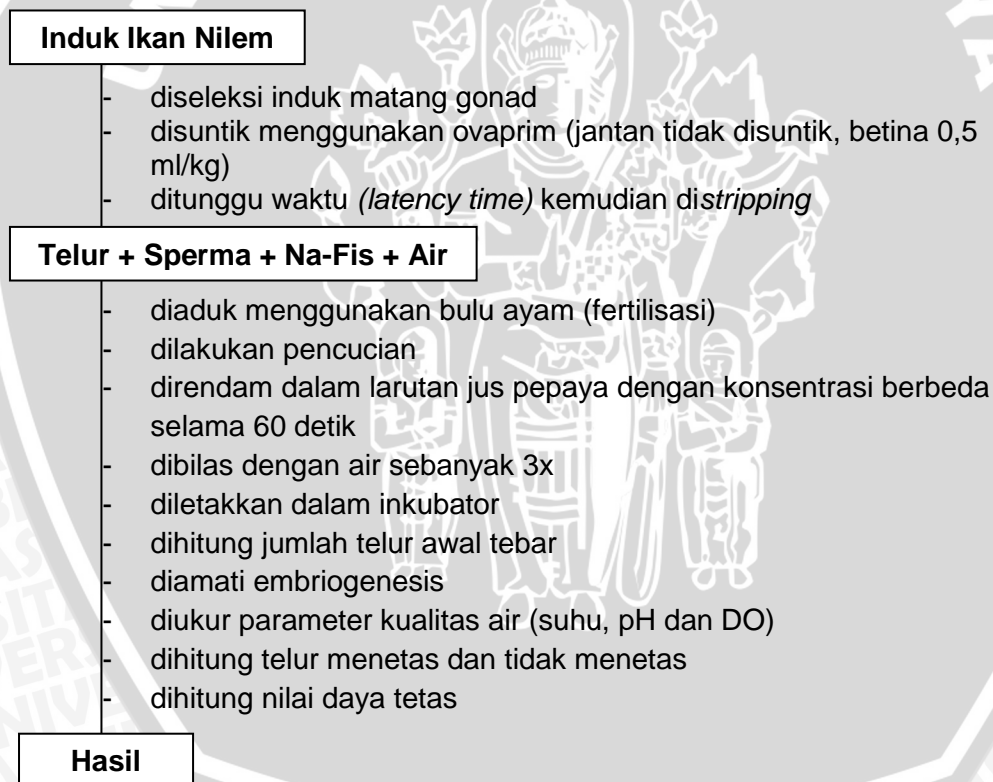 Induk Ikan Nilem
- diseleksi induk matang gonad
- disuntik menggunakan ovaprim (jantan tidak disuntik, betina 0,5
ml/kg)
- ditunggu waktu (latency time) kemudian distripping
Telur + Sperma + Na-Fis + Air
- diaduk menggunakan bulu ayam (fertilisasi)
- dilakukan pencucian
- direndam dalam larutan jus pepaya dengan konsentrasi berbeda
selama 60 detik
- dibilas dengan air sebanyak 3x
- diletakkan dalam inkubator
- dihitung jumlah telur awal tebar
- diamati embriogenesis
- diukur parameter kualitas air (suhu, pH dan DO)
- dihitung telur menetas dan tidak menetas
- dihitung nilai daya tetas
Hasil